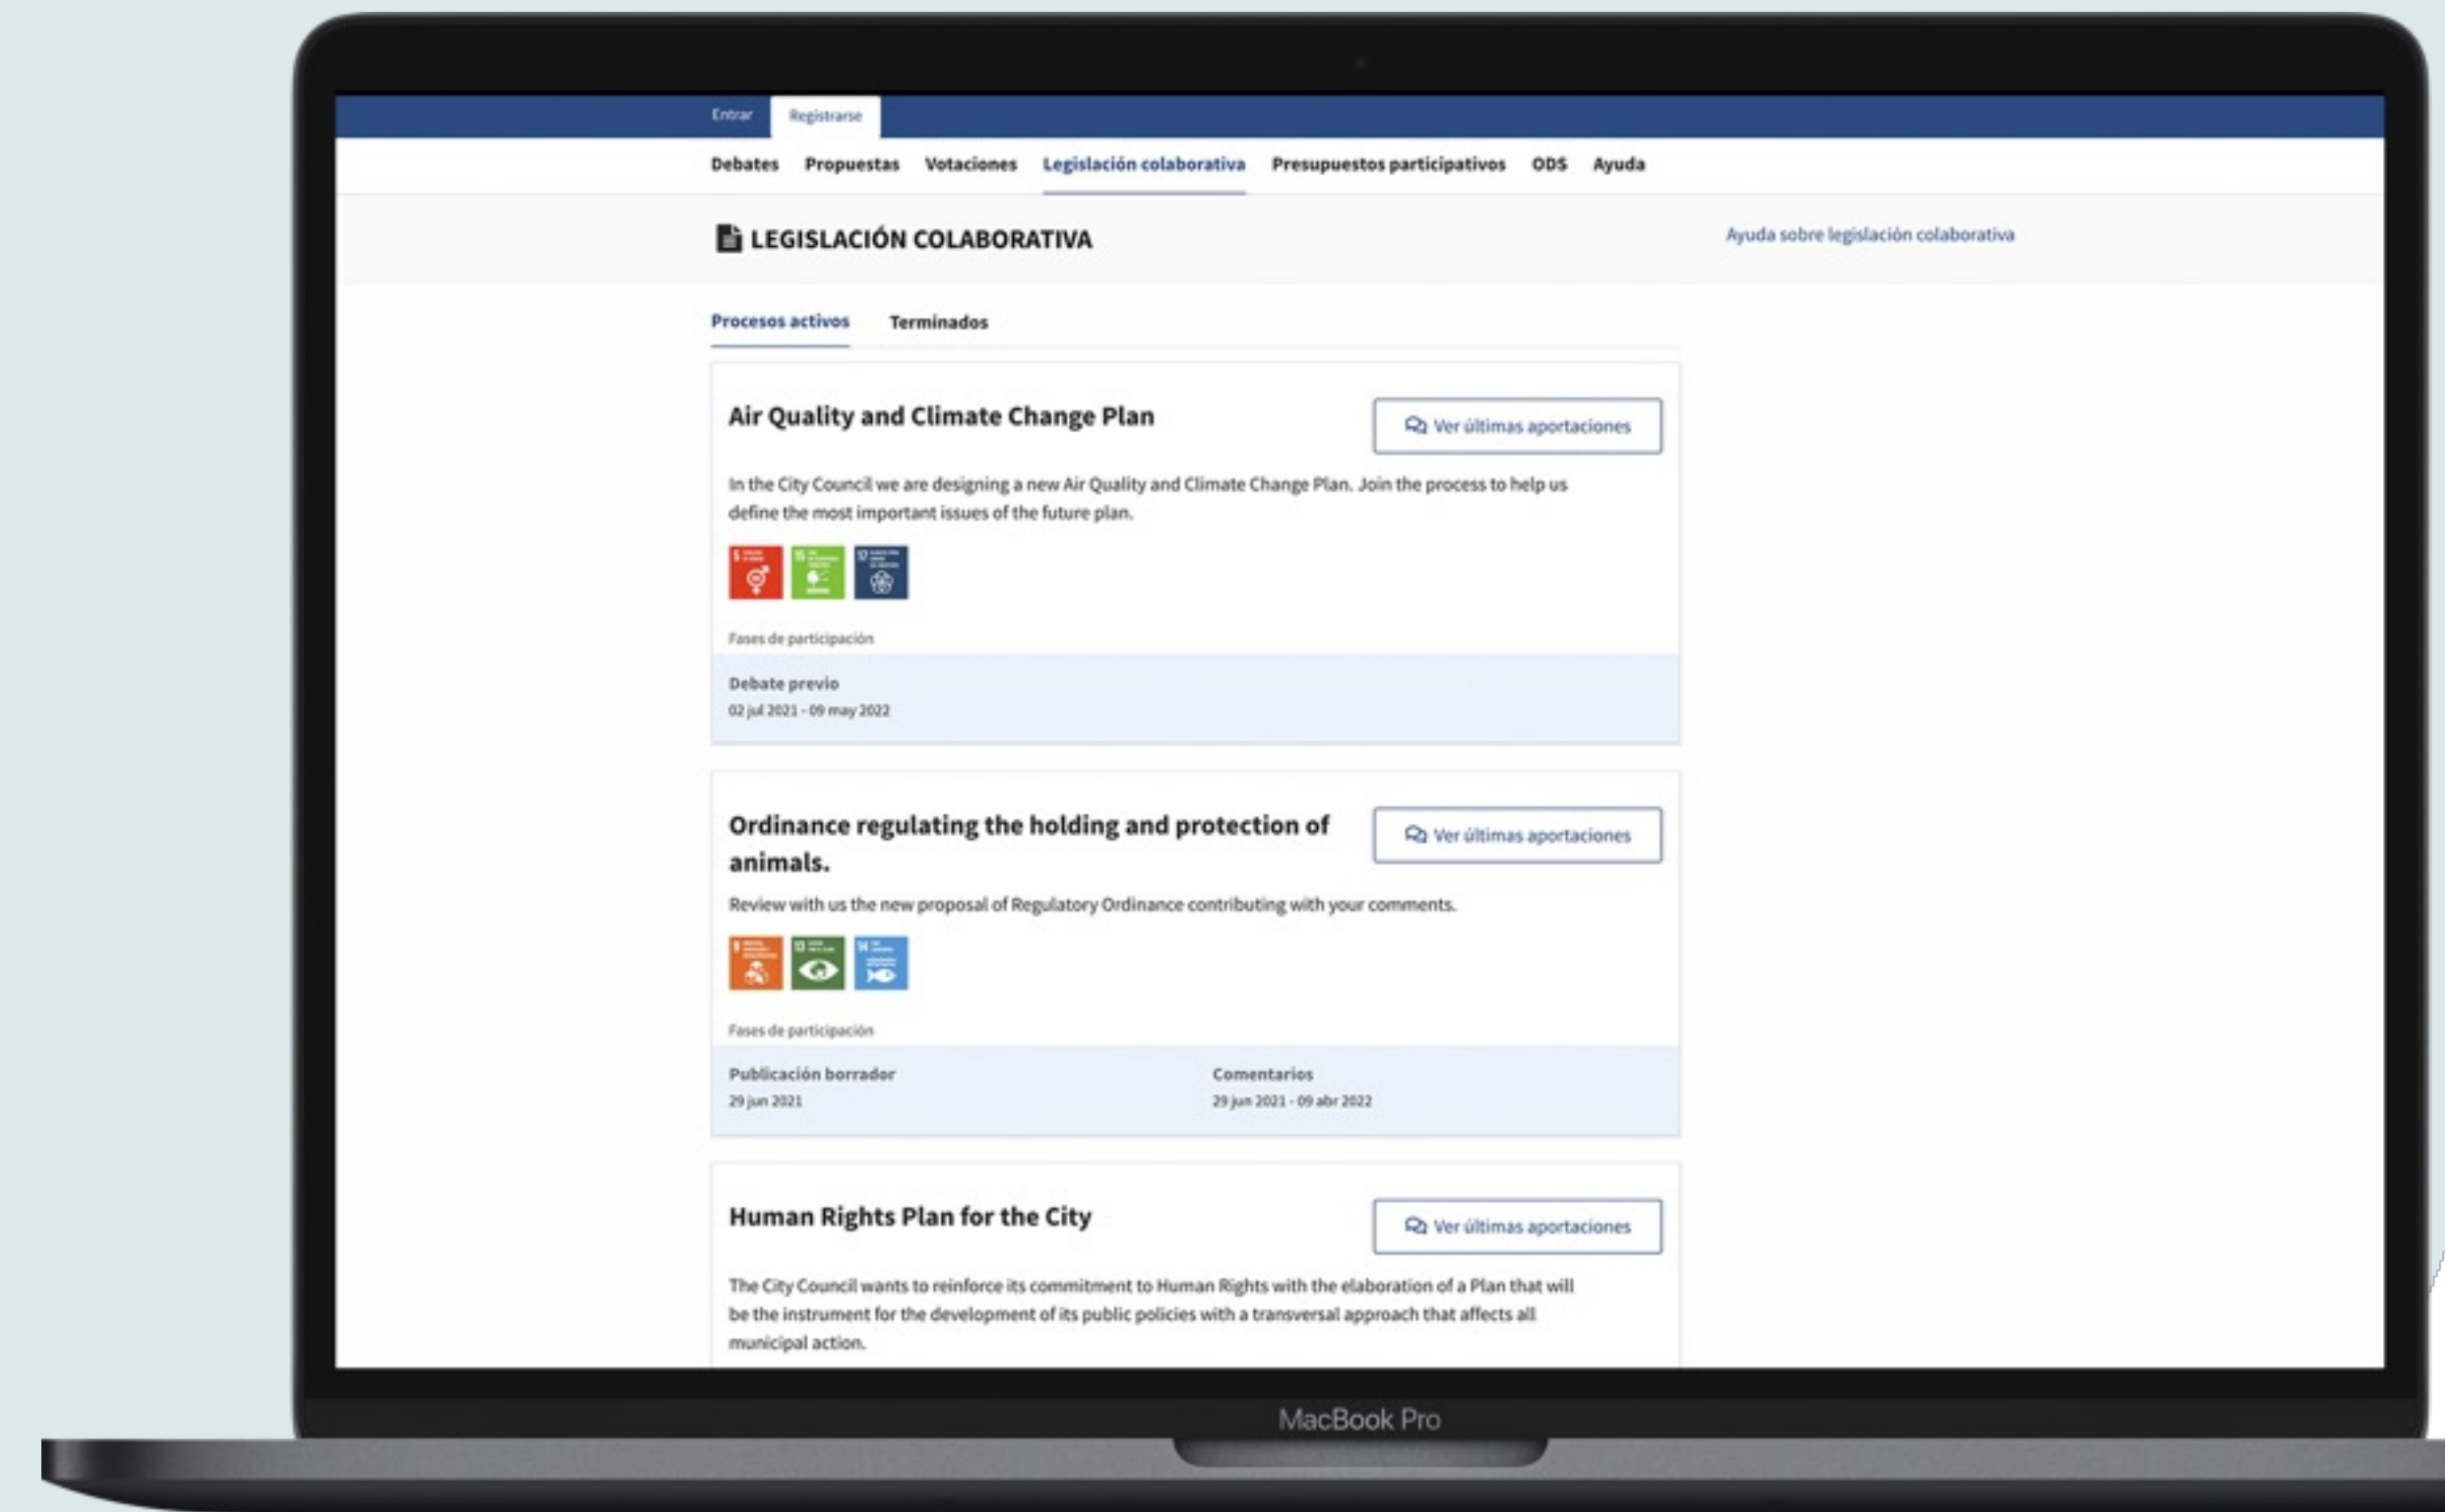 Entrar Registrarse
Debates Propuestas Votaciones Legislación colaborativa Presupuestos participativos ODS Ayuda
LEGISLACIÓN COLABORATIVA
Ayuda sobre legislación colaborativa
Procesos activos Terminados
Air Quality and Climate Change Plan
Ver últimas aportaciones
In the City Council we are designing a new Air Quality and Climate Change Plan. Join the process to help us
define the most important issues of the future plan.
5 15 17
Fases de participación
Debate previo
02 jul 2021 - 09 may 2022
Ordinance regulating the holding and protection of
animals.
Ver últimas aportaciones
Review with us the new proposal of Regulatory Ordinance contributing with your comments.
9 13 14
Fases de participación
Publicación borrador Comentarios
29 jun 2021 29 jun 2021 - 09 abr 2022
Human Rights Plan for the City
Ver últimas aportaciones
The City Council wants to reinforce its commitment to Human Rights with the elaboration of a Plan that will
be the instrument for the development of its public policies with a transversal approach that affects all
municipal action.
MacBook Pro